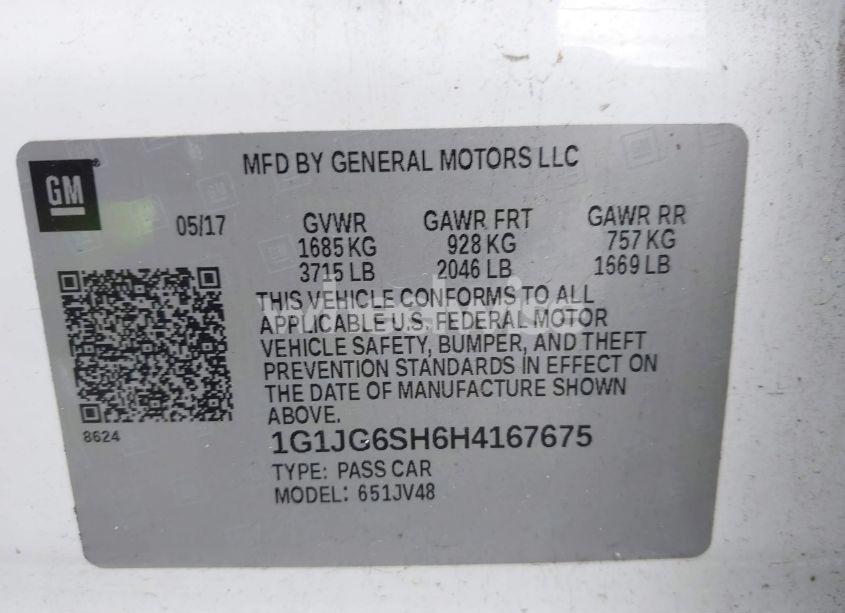 GM
MFD BY GENERAL MOTORS LLC
05/17 GVWR GAWR FRT GAWR RR
1685 KG 928 KG 757 KG
3715 LB 2046 LB 1669 LB
THIS VEHICLE CONFORMS TO ALL
APPLICABLE U.S. FEDERAL MOTOR
VEHICLE SAFETY, BUMPER, AND THEFT
PREVENTION STANDARDS IN EFFECT ON
THE DATE OF MANUFACTURE SHOWN
ABOVE.
8624
1G1JG6SH6H4167675
TYPE: PASS CAR
MODEL: 651JV48